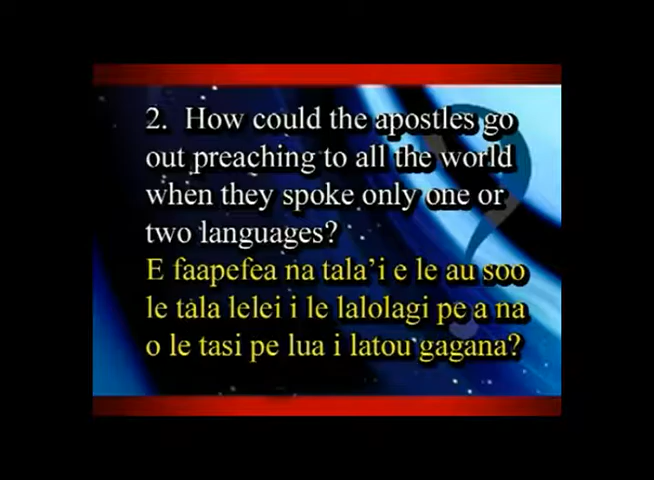 2. How could the apostles go
out preaching to all the world
when they spoke only one or
two languages?
E faapefea na tala'i e le au soo
le tala lelei i le lalolagi pe a na
o le tasi pe lua i latou gagana?